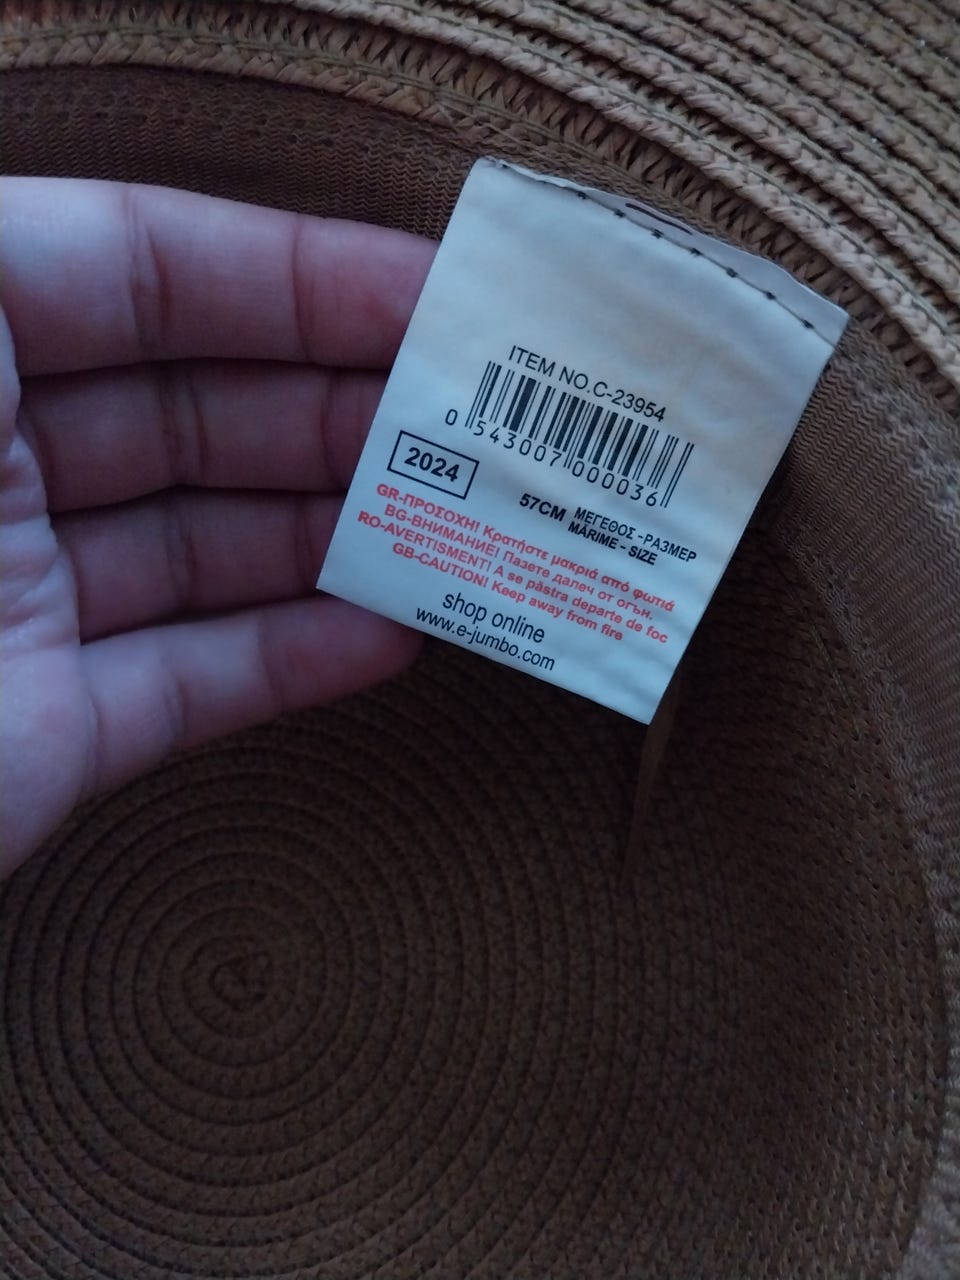 ITEM NO.C-23954
0 543007 000036
2024
57CM ΜΕΓΕΘΟΣ -РАЗМЕР
MĂRIME - SIZE
GR-ΠΡΟΣΟΧΗ! Κρατήστε μακριά από φωτιά
BG-ВНИМАНИЕ! Пазете далеч от огън.
RO-AVERTISMENT! A se păstra departe de foc
GB-CAUTION! Keep away from fire
shop online
www.e-jumbo.com